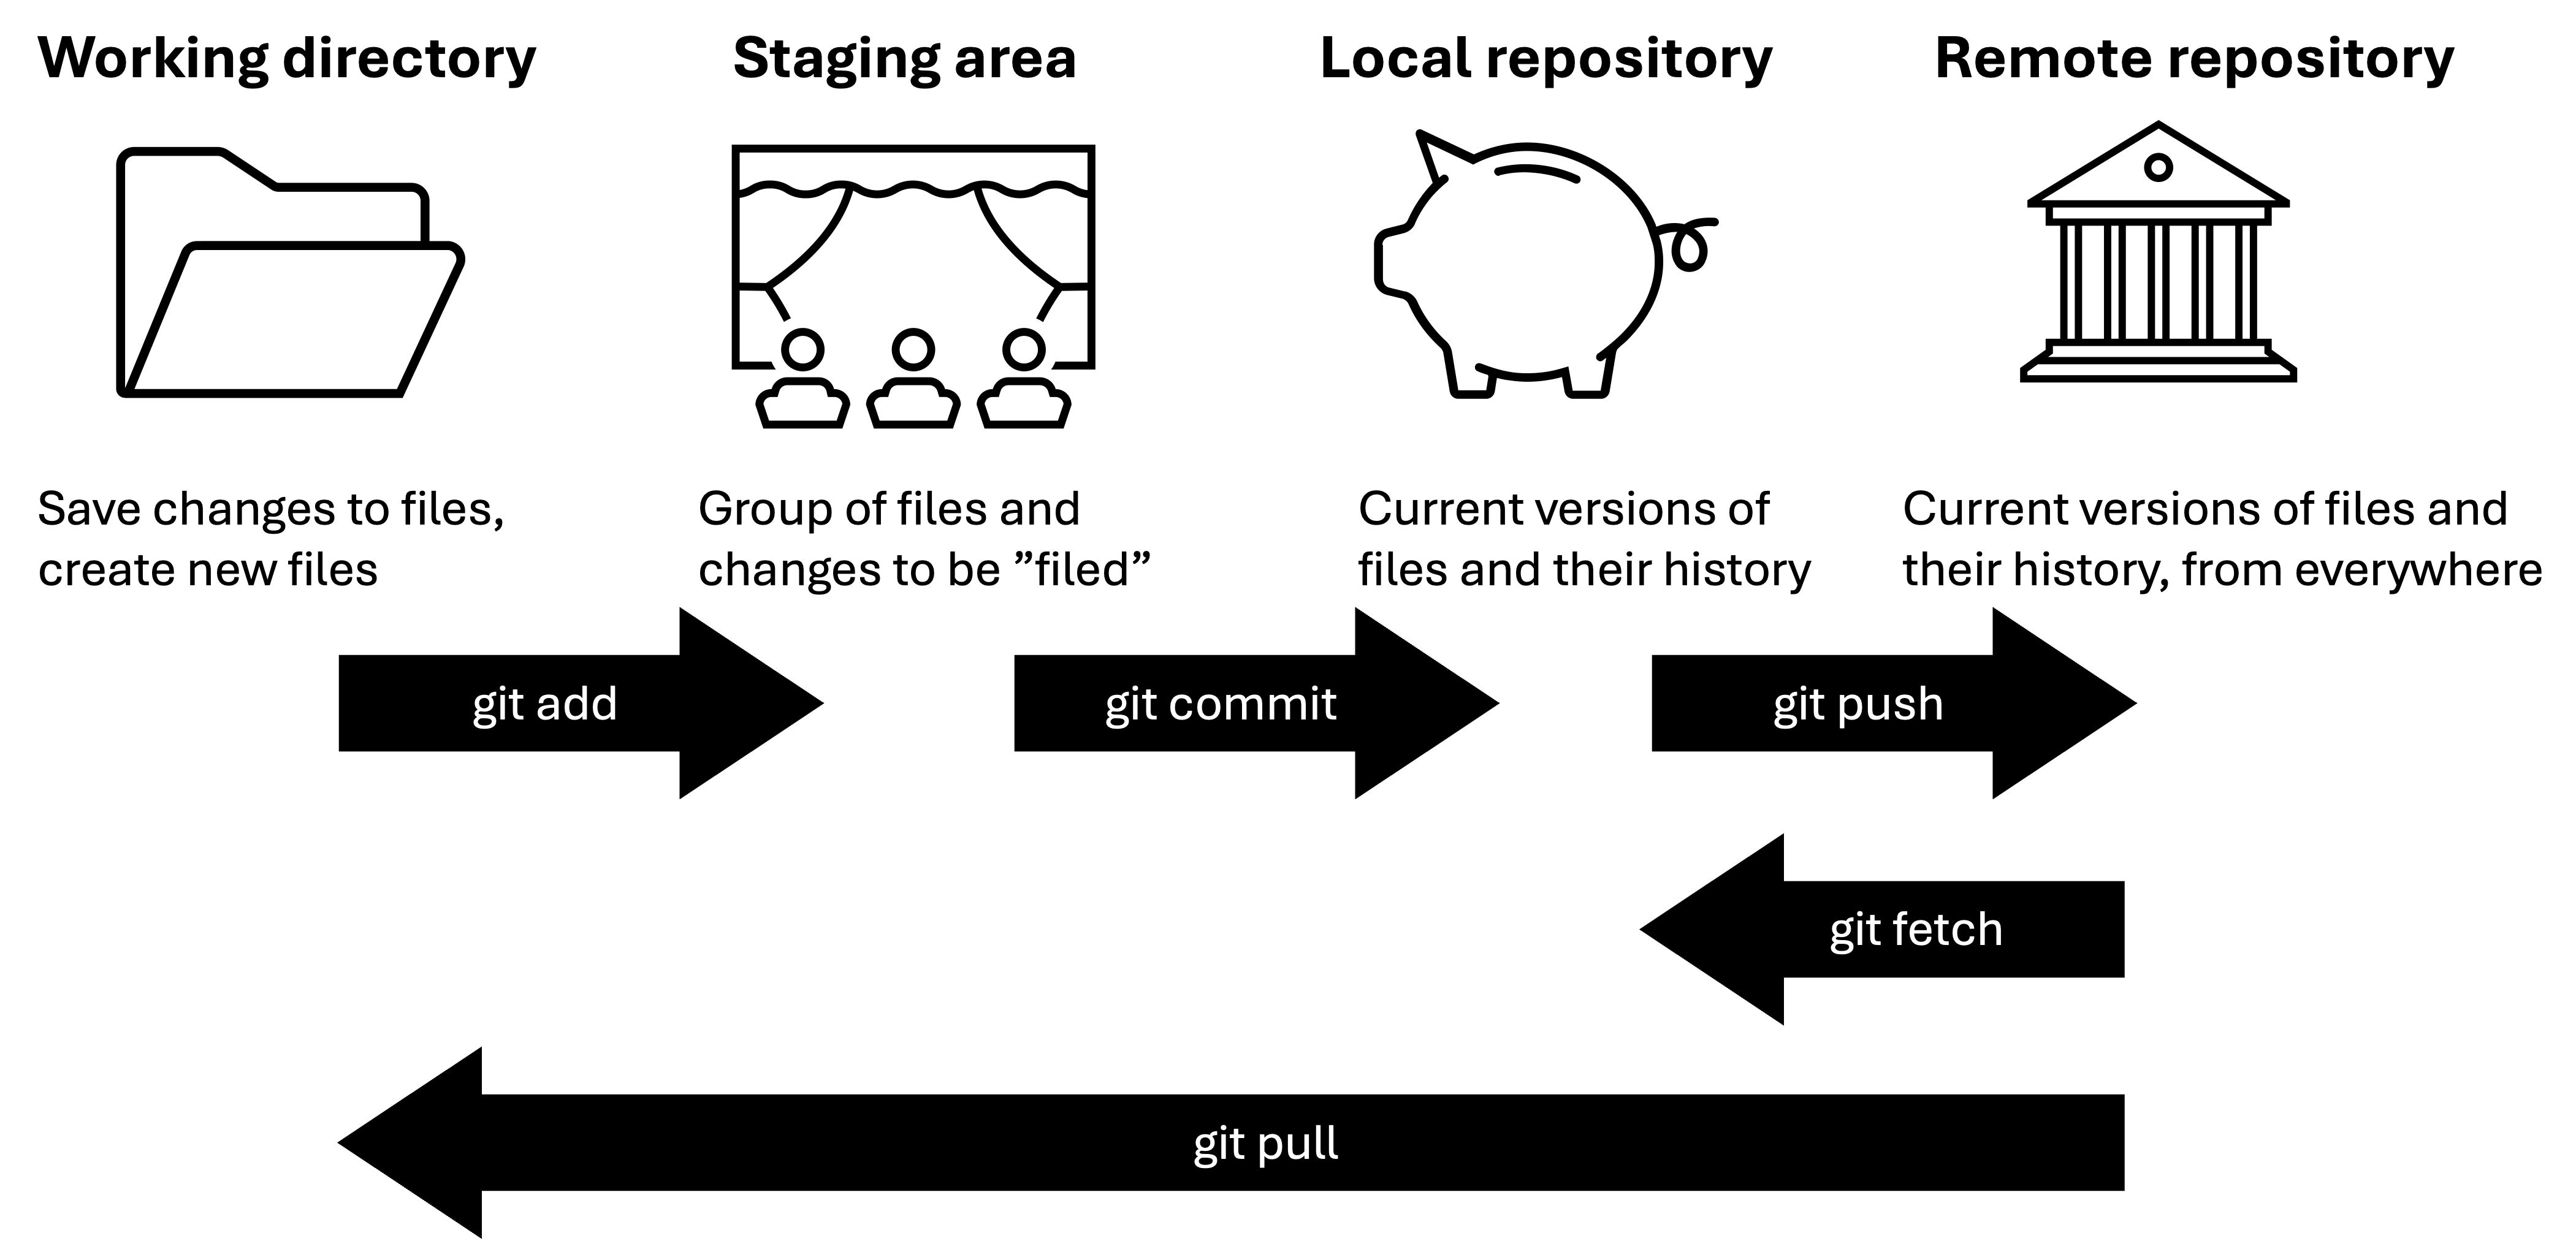 Working directory
Staging area
Local repository
Remote repository
Save changes to files,
create new files
Group of files and
changes to be ”filed”
Current versions of
files and their history
Current versions of files and
their history, from everywhere
git add
git commit
git push
git fetch
git pull